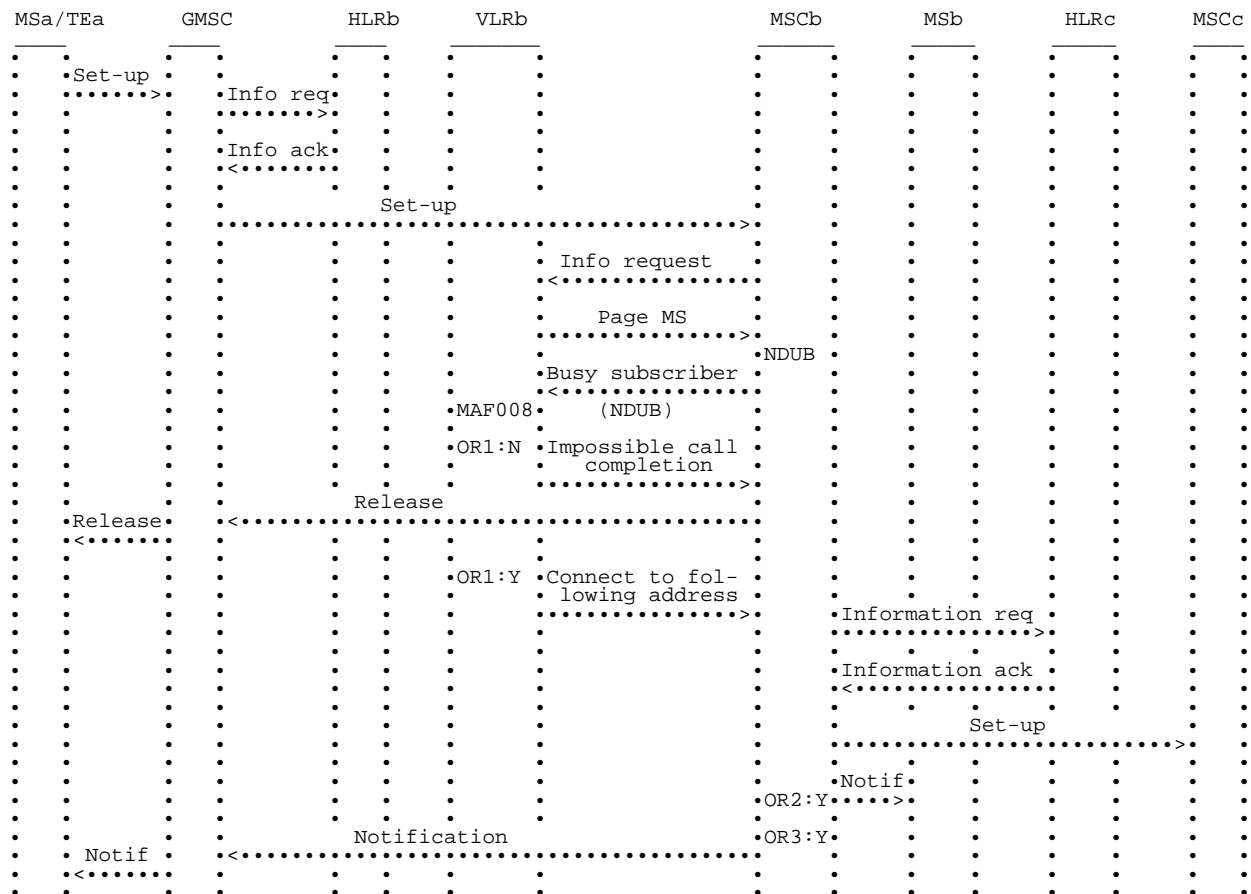 MSa/TEa GMSC HLRb VLRb MSCb MSb HLRc MSCc
Set-up
Info req
Info ack
Set-up
Info request
Page MS
NDUB
Busy subscriber
MAF008 (NDUB)
OR1:N Impossible call
completion
Release
Release
OR1:Y Connect to fol-
lowing address
Information req
Information ack
Set-up
Notif
OR2:Y
Notification OR3:Y
Notif